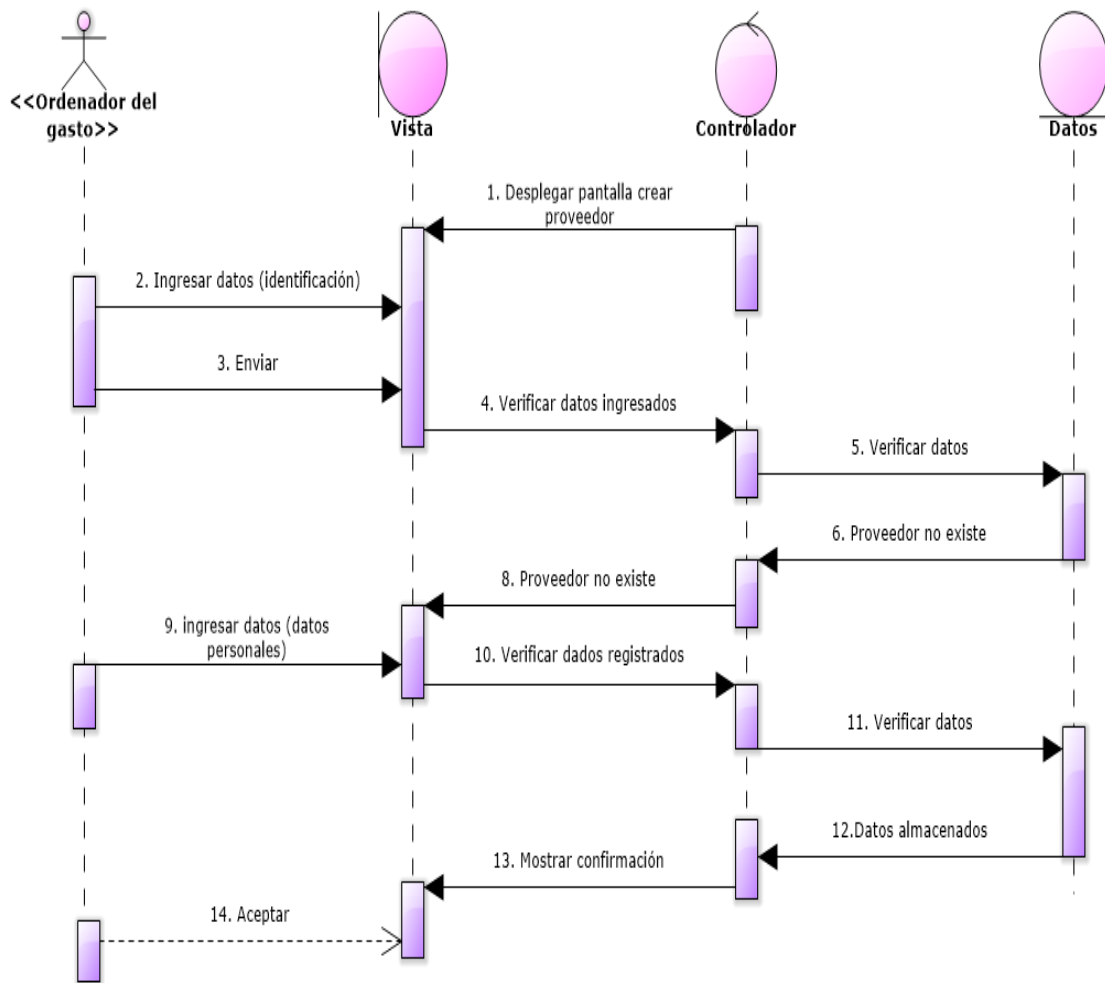 <<Ordenador del
gasto>>
Vista
Controlador
Datos
1. Desplegar pantalla crear
proveedor
2. Ingresar datos (identificación)
3. Enviar
4. Verificar datos ingresados
5. Verificar datos
6. Proveedor no existe
8. Proveedor no existe
9. ingresar datos (datos
personales)
10. Verificar dados registrados
11. Verificar datos
12.Datos almacenados
13. Mostrar confirmación
14. Aceptar